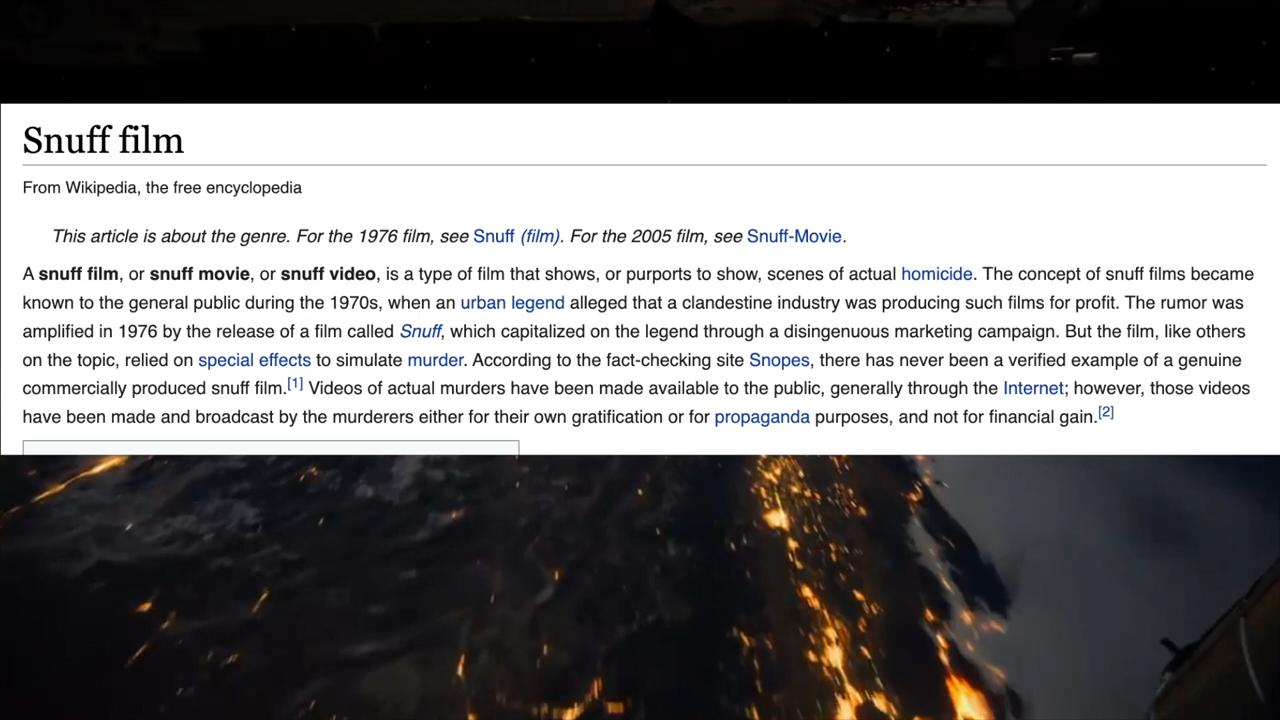 Snuff film
From Wikipedia, the free encyclopedia
This article is about the genre. For the 1976 film, see Snuff (film). For the 2005 film, see Snuff-Movie.
A snuff film, or snuff movie, or snuff video, is a type of film that shows, or purports to show, scenes of actual homicide. The concept of snuff films became
known to the general public during the 1970s, when an urban legend alleged that a clandestine industry was producing such films for profit. The rumor was
amplified in 1976 by the release of a film called Snuff, which capitalized on the legend through a disingenuous marketing campaign. But the film, like others
on the topic, relied on special effects to simulate murder. According to the fact-checking site Snopes, there has never been a verified example of a genuine
commercially produced snuff film.[1] Videos of actual murders have been made available to the public, generally through the Internet; however, those videos
have been made and broadcast by the murderers either for their own gratification or for propaganda purposes, and not for financial gain.[2]